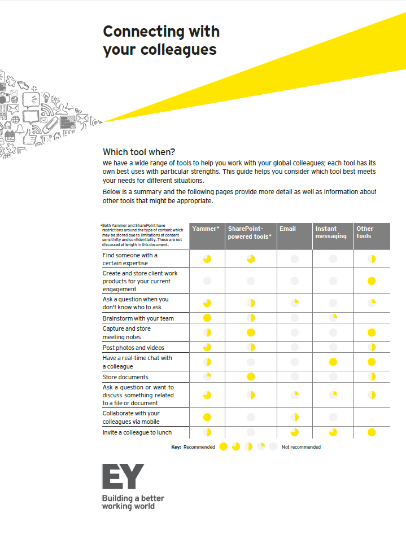 Connecting with
your colleagues
Which tool when?
We have a wide range of tools to help you work with your global colleagues; each tool has its
own best uses with particular strengths. This guide helps you consider which tool best meets
your needs for different situations.
Below is a summary and the following pages provide more detail as well as information about
other tools that might be appropriate.
*Both Yammer and SharePoint have
restrictions around the type of content which
may be stored due to limitations of content
sensitivity and confidentiality. These are not
discussed at length in this document.
Yammer*
SharePoint-
powered tools*
Email
Instant
messaging
Other
tools
Find someone with a
certain expertise
Create and store client work
products for your current
engagement
Ask a question when you
don't know who to ask
Brainstorm with your team
Capture and store
meeting notes
Post photos and videos
Have a real-time chat with
a colleague
Store documents
Ask a question or want to
discuss something related
to a file or document
Collaborate with your
colleagues via mobile
Invite a colleague to lunch
Key: Recommended
Not recommended
EY
Building a better
working world